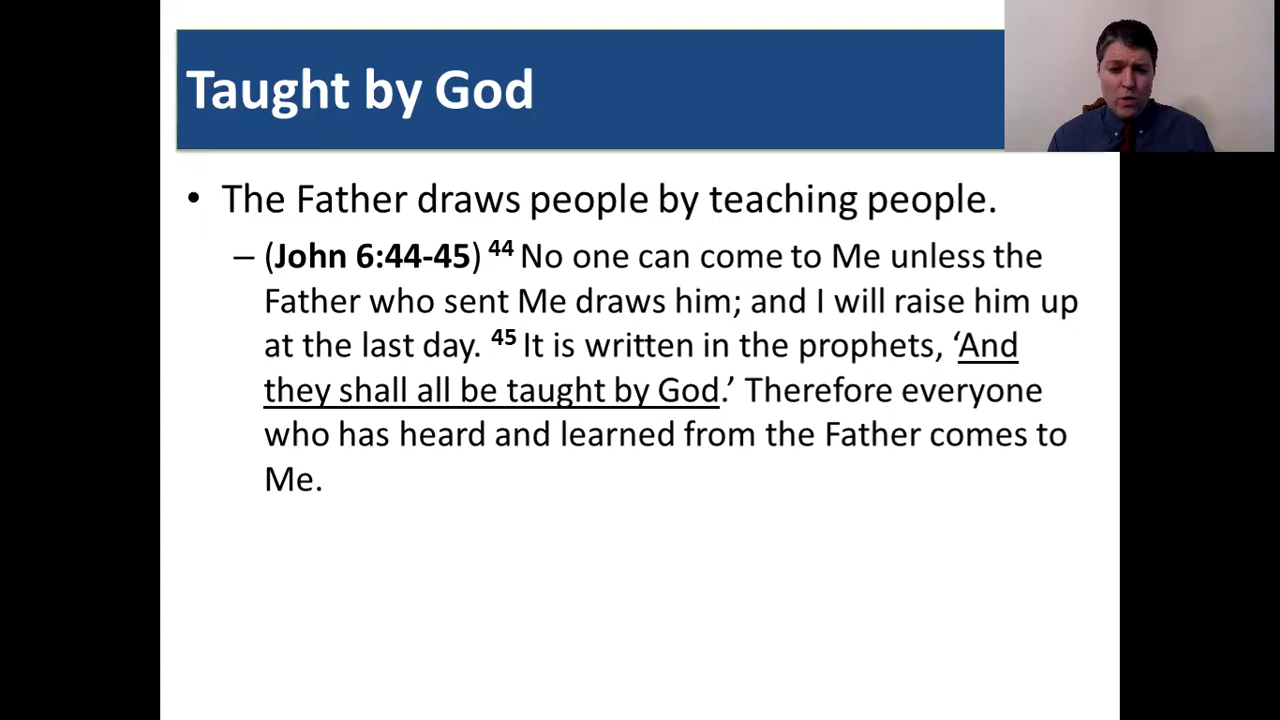 Taught by God
• The Father draws people by teaching people.
– (John 6:44-45) 44 No one can come to Me unless the
Father who sent Me draws him; and I will raise him up
at the last day. 45 It is written in the prophets, ‘And
they shall all be taught by God.’ Therefore everyone
who has heard and learned from the Father comes to
Me.